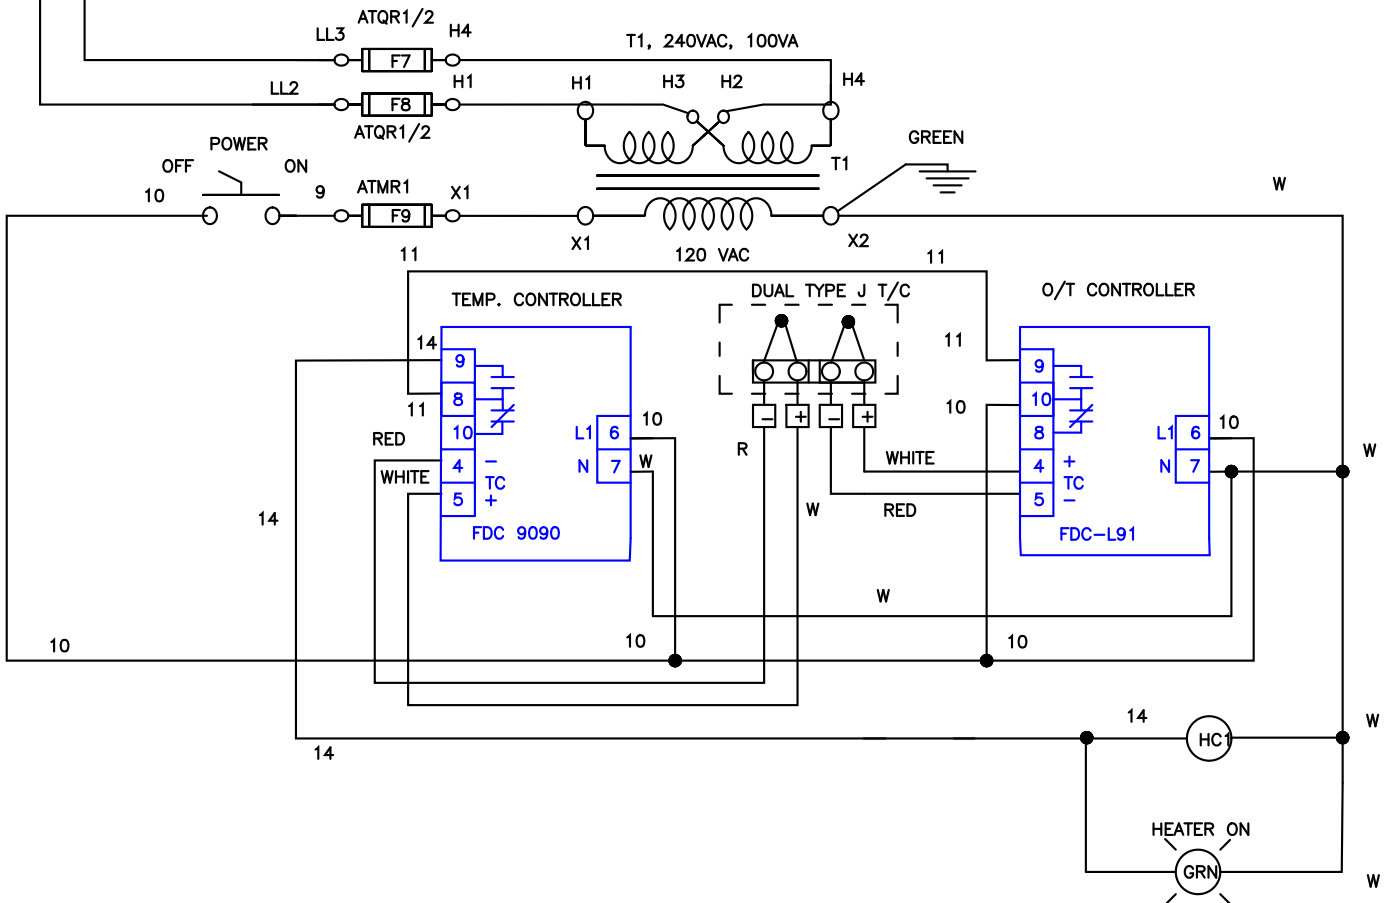 ATQR1/2
LL3
F7
H4
T1, 240VAC, 100VA
LL2
F8
H1
H1
H3
H2
H4
ATQR1/2
POWER
OFF
ON
GREEN
T1
10
9
ATMR1
F9
X1
W
X1
X2
11
120 VAC
11
TEMP. CONTROLLER
DUAL TYPE J T/C
O/T CONTROLLER
14
9
8
11
10
RED
4
-
WHITE
TC
5
+
FDC 9090
L1
6
10
N
7
W
-
+
-
+
R
W
WHITE
RED
11
9
10
10
8
4
+
TC
5
-
FDC-L91
L1
6
10
N
7
W
14
W
10
10
10
14
14
HC1
W
HEATER ON
GRN
W